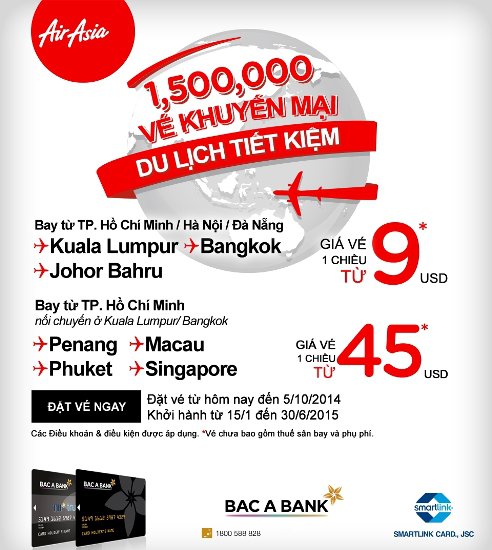 AirAsia
1,500,000
VÉ KHUYẾN MẠI
DU LỊCH TIẾT KIỆM
Bay từ TP. Hồ Chí Minh / Hà Nội / Đà Nẵng
Kuala Lumpur Bangkok
Johor Bahru
GIÁ VÉ
1 CHIỀU
TỪ 9* USD
Bay từ TP. Hồ Chí Minh
nối chuyến ở Kuala Lumpur/ Bangkok
Penang Macau
Phuket Singapore
GIÁ VÉ
1 CHIỀU
TỪ 45* USD
ĐẶT VÉ NGAY
Đặt vé từ hôm nay đến 5/10/2014
Khởi hành từ 15/1 đến 30/6/2015
Các Điều khoản & điều kiện được áp dụng. *Vé chưa bao gồm thuế sân bay và phụ phí.
BAC A BANK
BAC A BANK
BAC A BANK
1800 588 828
smartlink
SMARTLINK CARD., JSC